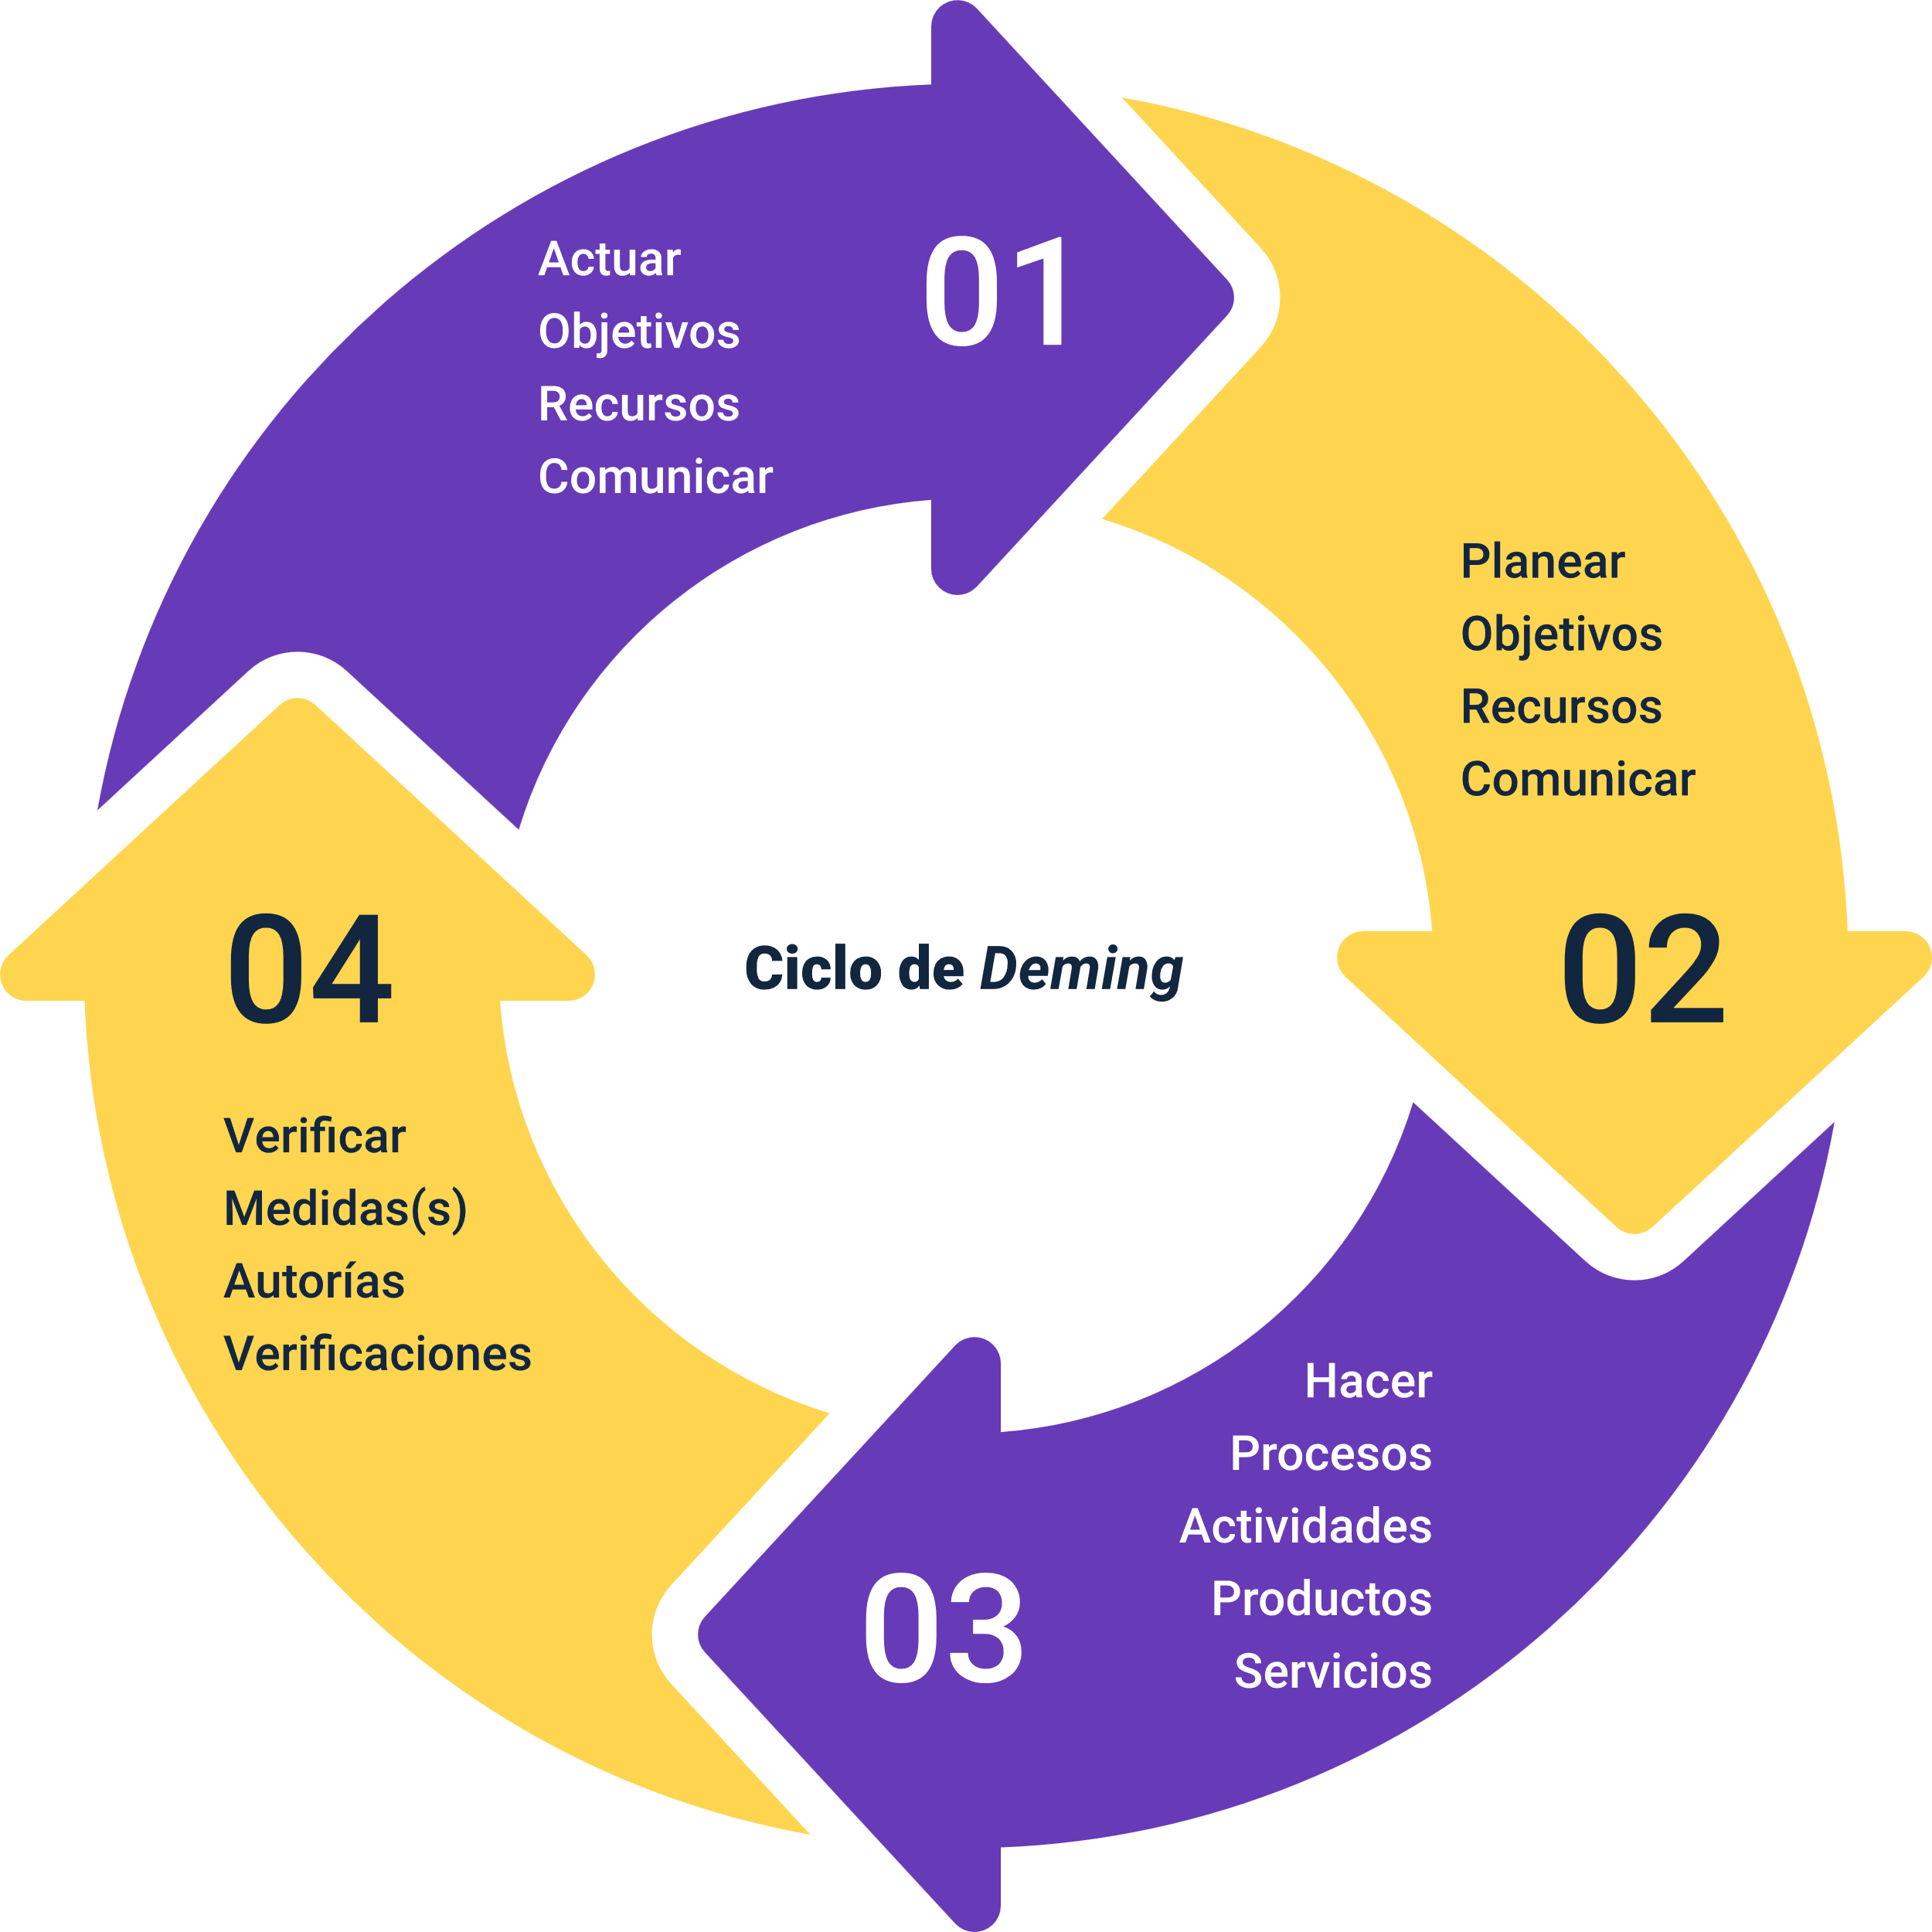 01
Actuar
Objetivos
Recursos
Comunicar
02
Planear
Objetivos
Recursos
Comunicar
Ciclo de Deming
04
Verificar
Medidas(s)
Autorías
Verificaciones
03
Hacer
Procesos
Actividades
Productos
Servicios